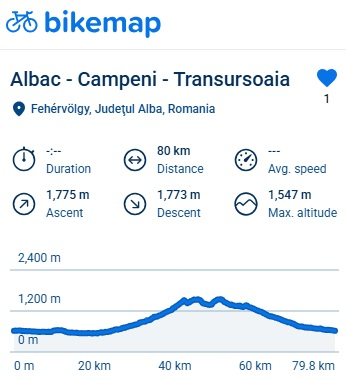 bikemap
Albac - Campeni - Transursoaia
1
Fehérvölgy, Județul Alba, Romania
-:--
Duration
80 km
Distance
---
Avg. speed
1,775 m
Ascent
1,773 m
Descent
1,547 m
Max. altitude
2,400 m
1,200 m
0 m
0 m 20 km 40 km 60 km 79.8 km